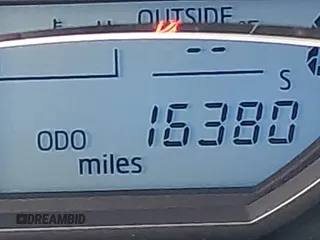 OUTSIDE
°F
--
S
ODO 16380
miles
DREAMBID